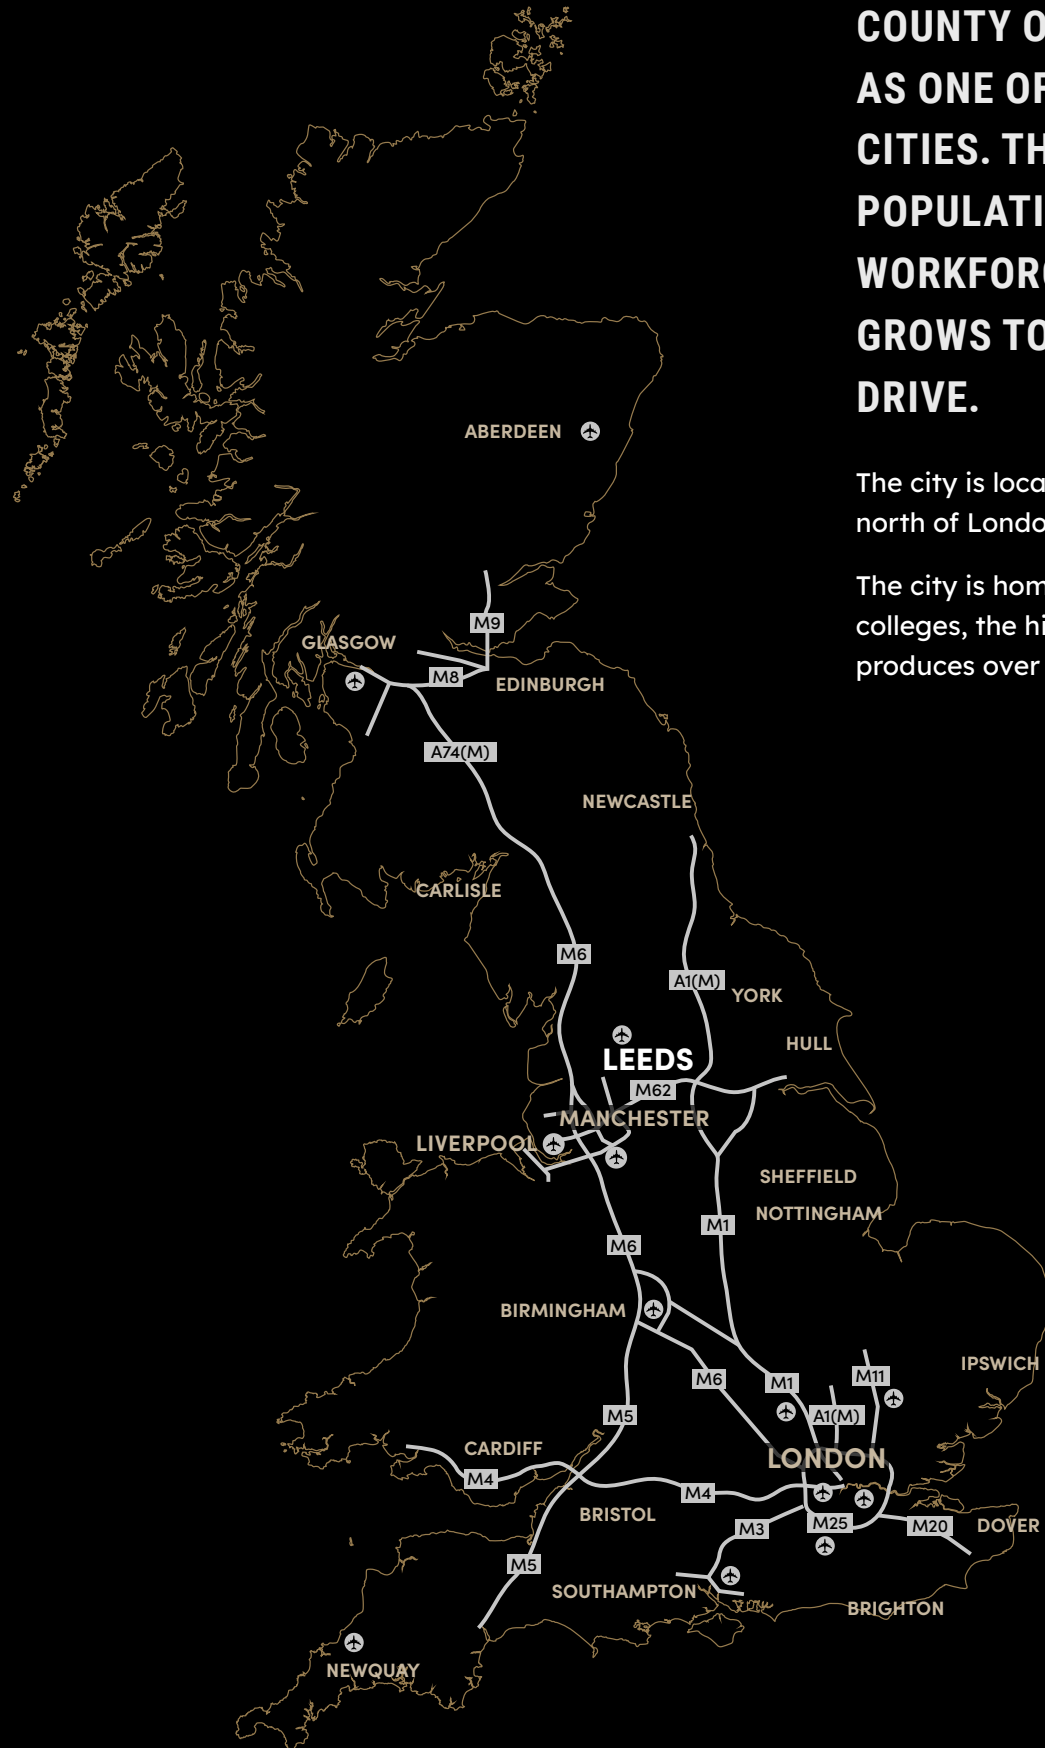 COUNTY O
AS ONE OF
CITIES. TH
POPULATI
WORKFOR
GROWS TO
DRIVE.
The city is loca
north of Londo
The city is hom
colleges, the hi
produces over
ABERDEEN
M9
GLASGOW
M8
EDINBURGH
A74(M)
NEWCASTLE
CARLISLE
M6
A1(M)
YORK
HULL
LEEDS
M62
MANCHESTER
LIVERPOOL
SHEFFIELD
NOTTINGHAM
M1
M6
BIRMINGHAM
IPSWICH
M6
M1
M11
M5
A1(M)
CARDIFF
LONDON
M4
M4
BRISTOL
M3
M25
M20
DOVER
M5
SOUTHAMPTON
BRIGHTON
NEWQUAY